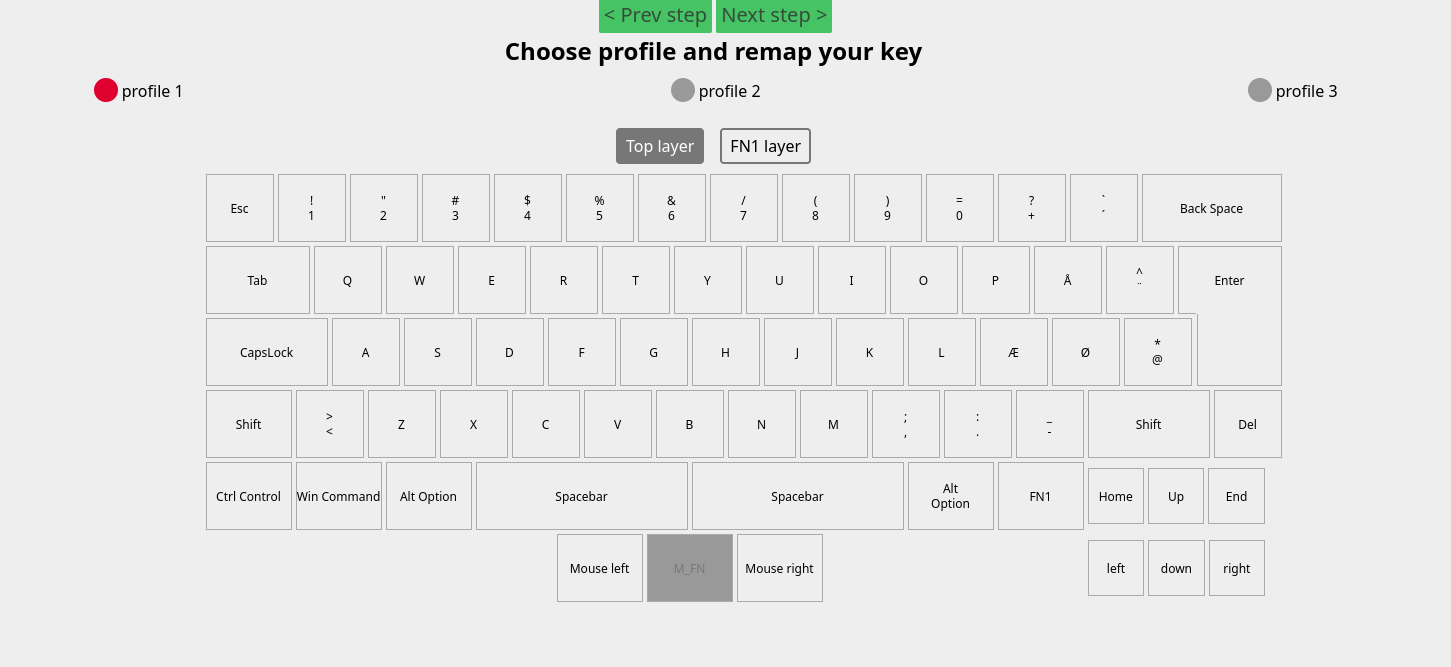 < Prev step Next step >
Choose profile and remap your key
profile 1 profile 2 profile 3
Top layer FN1 layer
Esc ! " # $ % & / ( ) = ? ` Back Space
1 2 3 4 5 6 7 8 9 0 + ´
Tab Q W E R T Y U I O P Å ^ Enter
¨
CapsLock A S D F G H J K L Æ Ø *
@
Shift > Z X C V B N M ; : _ Shift Del
< , . -
Ctrl Control Win Command Alt Option Spacebar Spacebar Alt FN1 Home Up End
Option
Mouse left M_FN Mouse right left down right